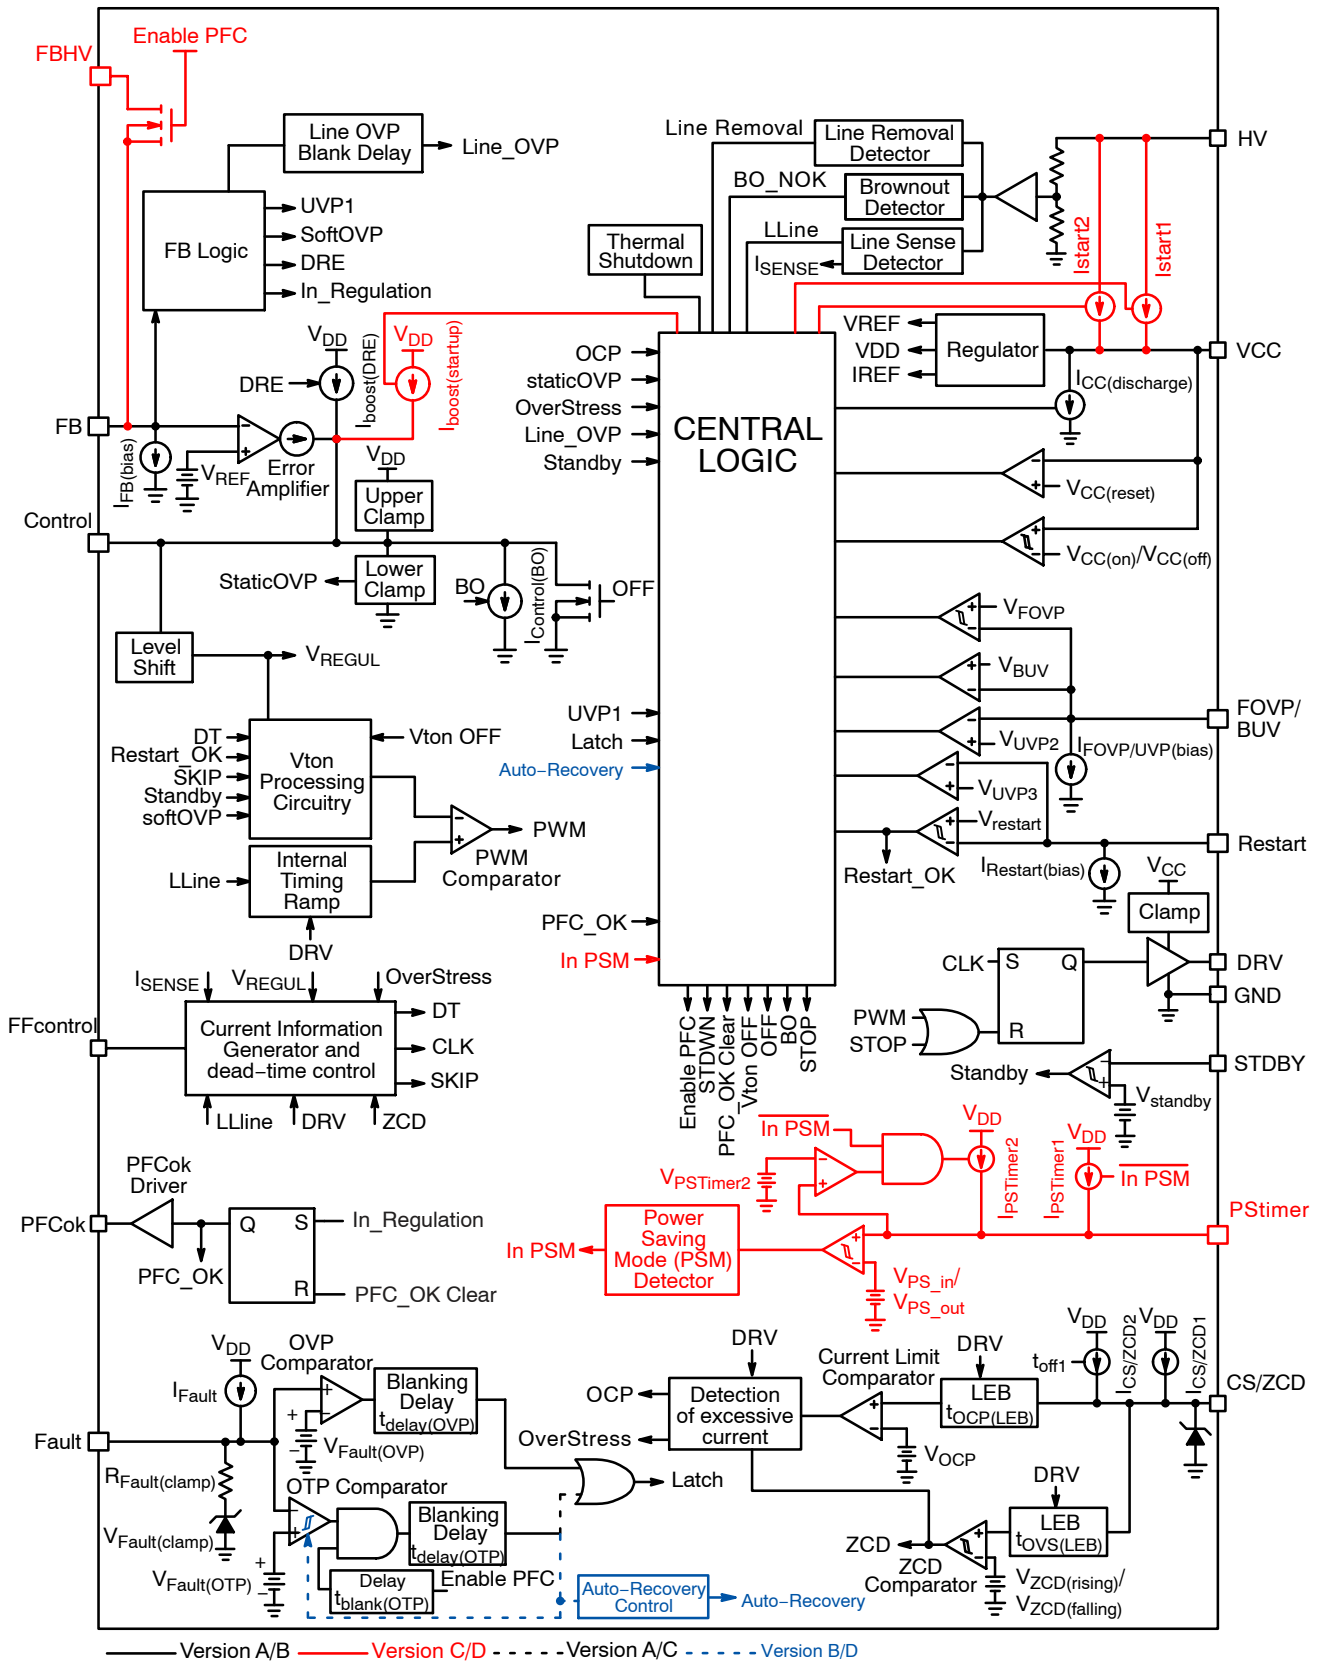 FBHV
Enable PFC
Line OVP
Blank Delay
Line_OVP
FB Logic
UVP1
SoftOVP
DRE
In_Regulation
Line Removal
Line Removal
Detector
BO_NOK
Brownout
Detector
LLine
Line Sense
Detector
ISENSE
Thermal
Shutdown
HV
Istart2
Istart1
VREF
VDD
IREF
Regulator
VCC
ICC(discharge)
VDD
DRE
Iboost(DRE)
VDD
Iboost(startup)
FB
IFB(bias)
VREF
Error
Amplifier
VDD
Upper
Clamp
OCP
staticOVP
OverStress
Line_OVP
Standby
CENTRAL
LOGIC
VCC(reset)
VCC(on)/VCC(off)
Control
StaticOVP
Lower
Clamp
BO
IControl(BO)
OFF
Level
Shift
VREGUL
VFOVP
VBUV
VUVP2
FOVP/
BUV
IFOVP/UVP(bias)
VUVP3
Vrestart
Restart_OK
Restart
IRestart(bias)
UVP1
Latch
Auto–Recovery
DT
Restart_OK
SKIP
Standby
softOVP
Vton
Processing
Circuitry
Vton OFF
PWM
PWM
Comparator
LLine
Internal
Timing
Ramp
DRV
PFC_OK
In PSM
VCC
Clamp
CLK
S
Q
R
DRV
GND
PWM
STOP
Standby
STDBY
Vstandby
ISENSE
VREGUL
OverStress
FFcontrol
Current Information
Generator and
dead–time control
DT
CLK
SKIP
LLline
DRV
ZCD
Enable PFC
STDWN
PFC_OK Clear
Vton OFF
OFF
BO
STOP
In PSM
VPSTimer2
VDD
IPSTimer2
VDD
IPSTimer1
In PSM
PStimer
PFCok
Driver
PFCok
PFC_OK
Q
S
R
In_Regulation
PFC_OK Clear
In PSM
Power
Saving
Mode (PSM)
Detector
VPS_in/
VPS_out
VDD
IFault
OVP
Comparator
Blanking
Delay
tdelay(OVP)
VFault(OVP)
Fault
RFault(clamp)
VFault(clamp)
OTP Comparator
VFault(OTP)
Blanking
Delay
tdelay(OTP)
Delay
tblank(OTP)
Enable PFC
Latch
Auto–Recovery
Control
Auto–Recovery
DRV
OCP
OverStress
Detection
of excessive
current
Current Limit
Comparator
VOCP
DRV
LEB
tOCP(LEB)
VDD
toff1
ICS/ZCD2
VDD
ICS/ZCD1
CS/ZCD
DRV
LEB
tOVS(LEB)
ZCD
ZCD
Comparator
VZCD(rising)/
VZCD(falling)
Version A/B
Version C/D
Version A/C
Version B/D